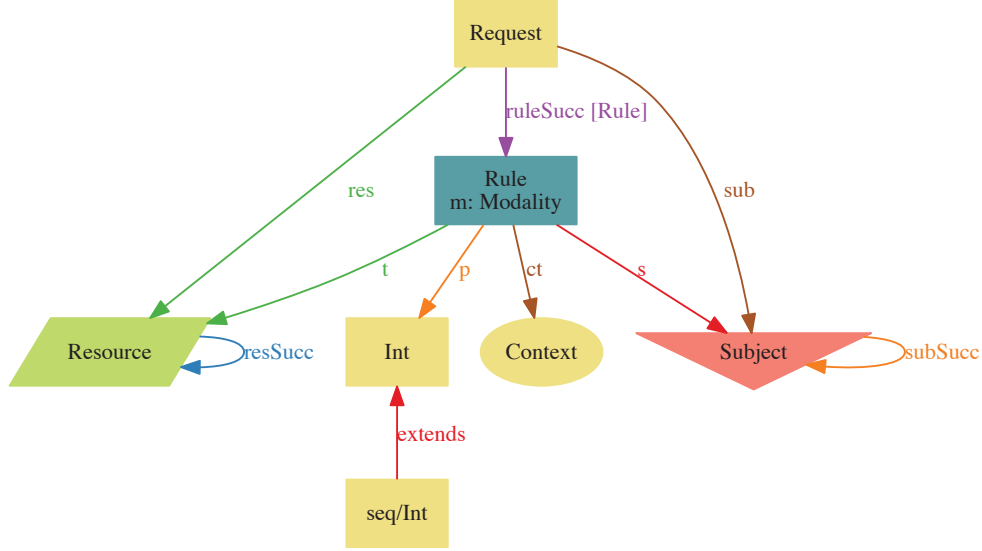 Request
ruleSucc [Rule]
Rule
m: Modality
res
sub
t
p
ct
s
Resource
resSucc
Int
Context
Subject
subSucc
extends
seq/Int